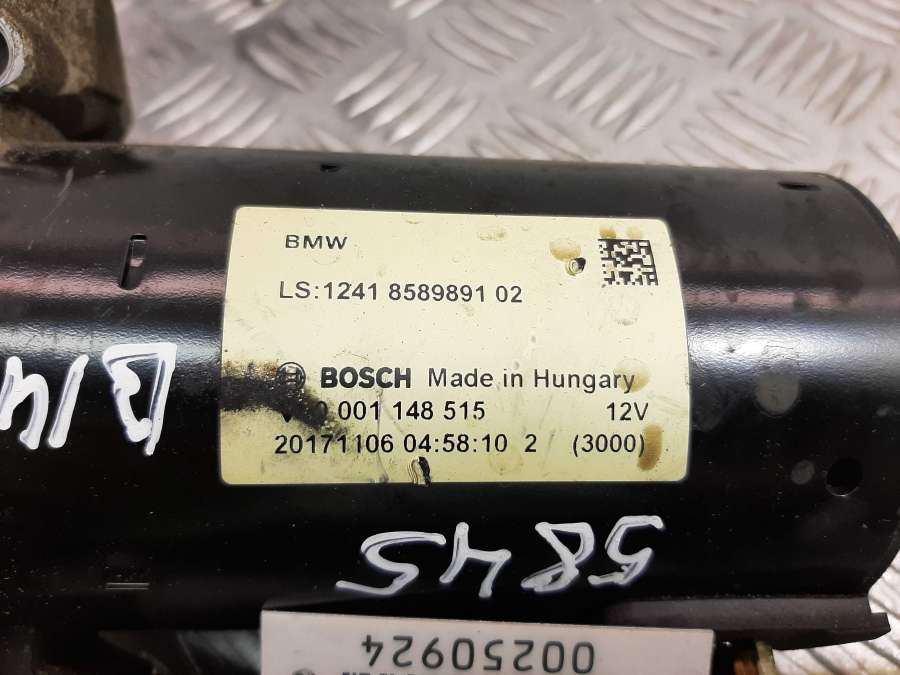 BMW
LS:1241 8589891 02
BOSCH Made in Hungary
001 148 515 12V
20171106 04:58:10 2 (3000)
B14
5845
00250924